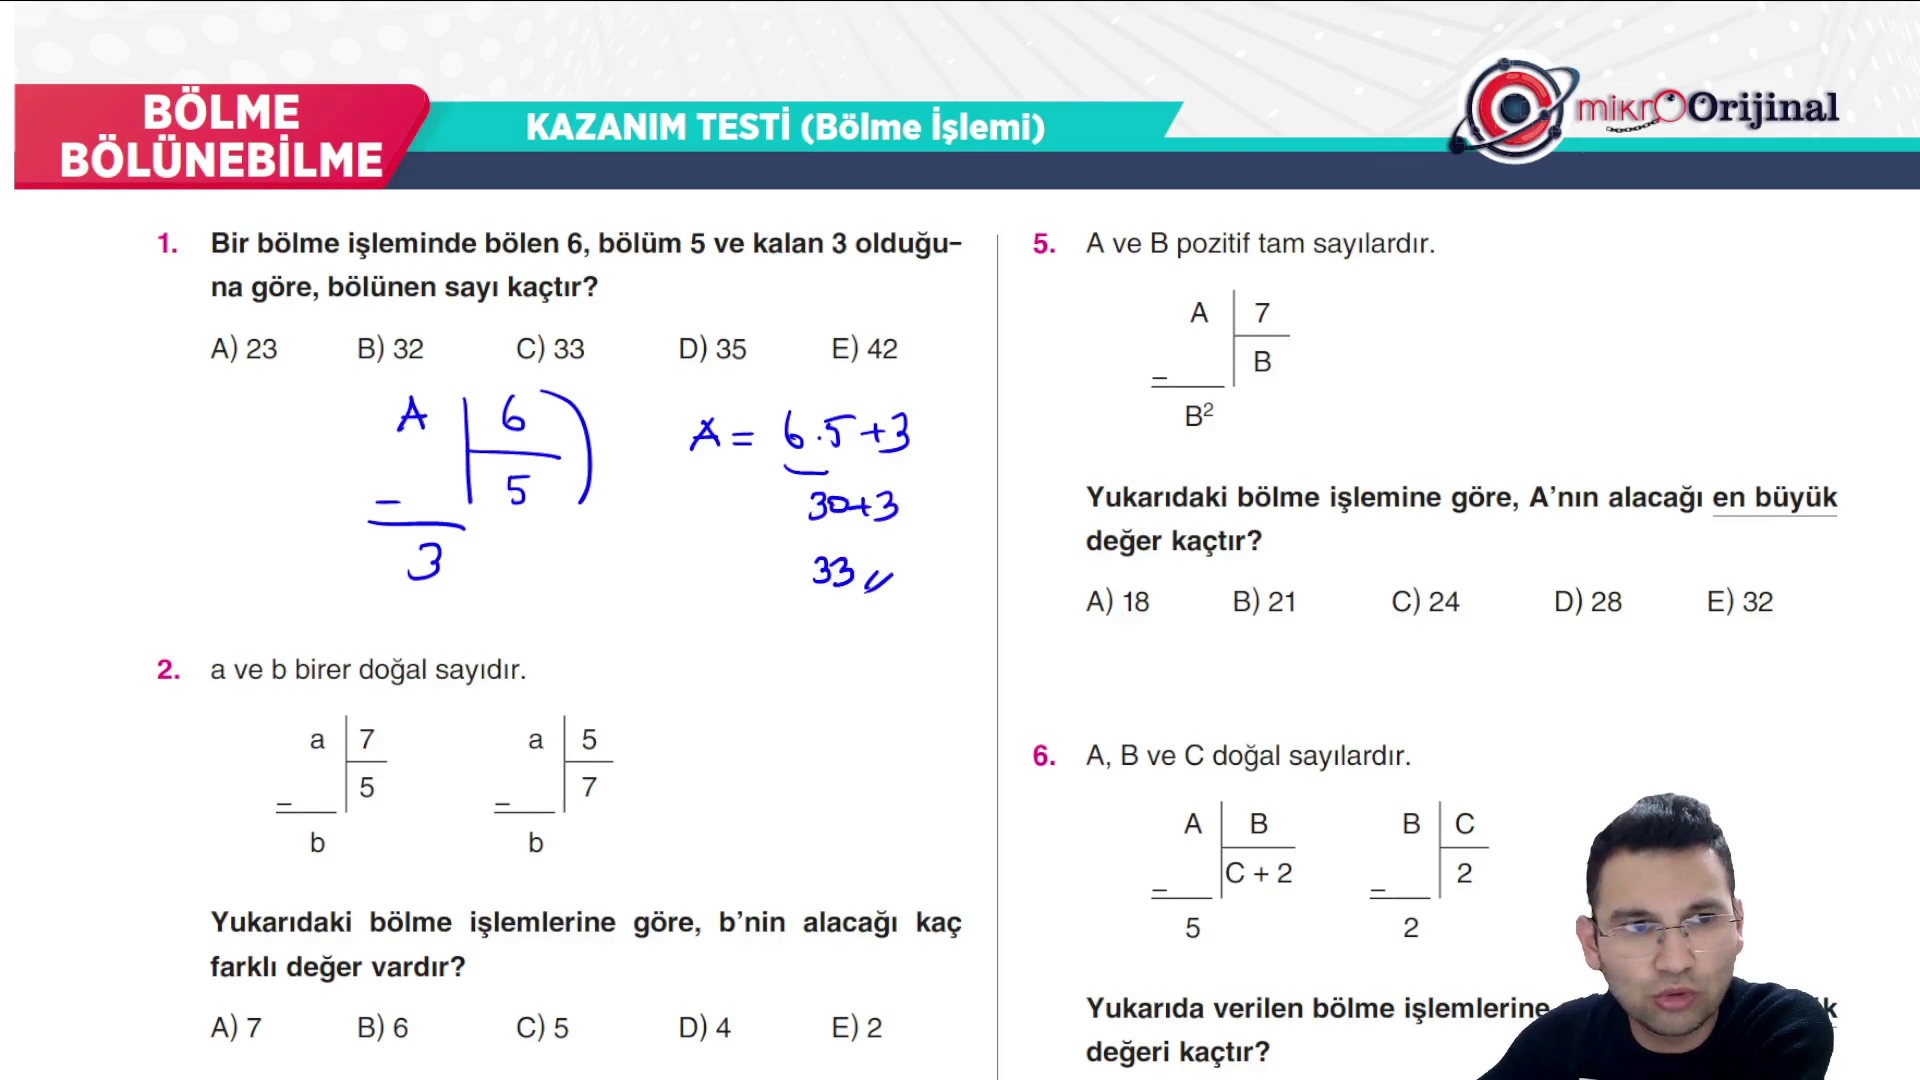 BÖLME
BÖLÜNEBİLME
KAZANIM TESTİ (Bölme İşlemi)
mikrOOrijinal
1. Bir bölme işleminde bölen 6, bölüm 5 ve kalan 3 olduğu-
na göre, bölünen sayı kaçtır?
A) 23 B) 32 C) 33 D) 35 E) 42
A 6
5
-
3
A = 6.5+3
30+3
33
2. a ve b birer doğal sayıdır.
a 7
5
–
b
a 5
7
–
b
Yukarıdaki bölme işlemlerine göre, b'nin alacağı kaç
farklı değer vardır?
A) 7 B) 6 C) 5 D) 4 E) 2
5. A ve B pozitif tam sayılardır.
A 7
B
–
B²
Yukarıdaki bölme işlemine göre, A'nın alacağı en büyük
değer kaçtır?
A) 18 B) 21 C) 24 D) 28 E) 32
6. A, B ve C doğal sayılardır.
A B
C + 2
–
5
B C
2
–
2
Yukarıda verilen bölme işlemlerine
değeri kaçtır?